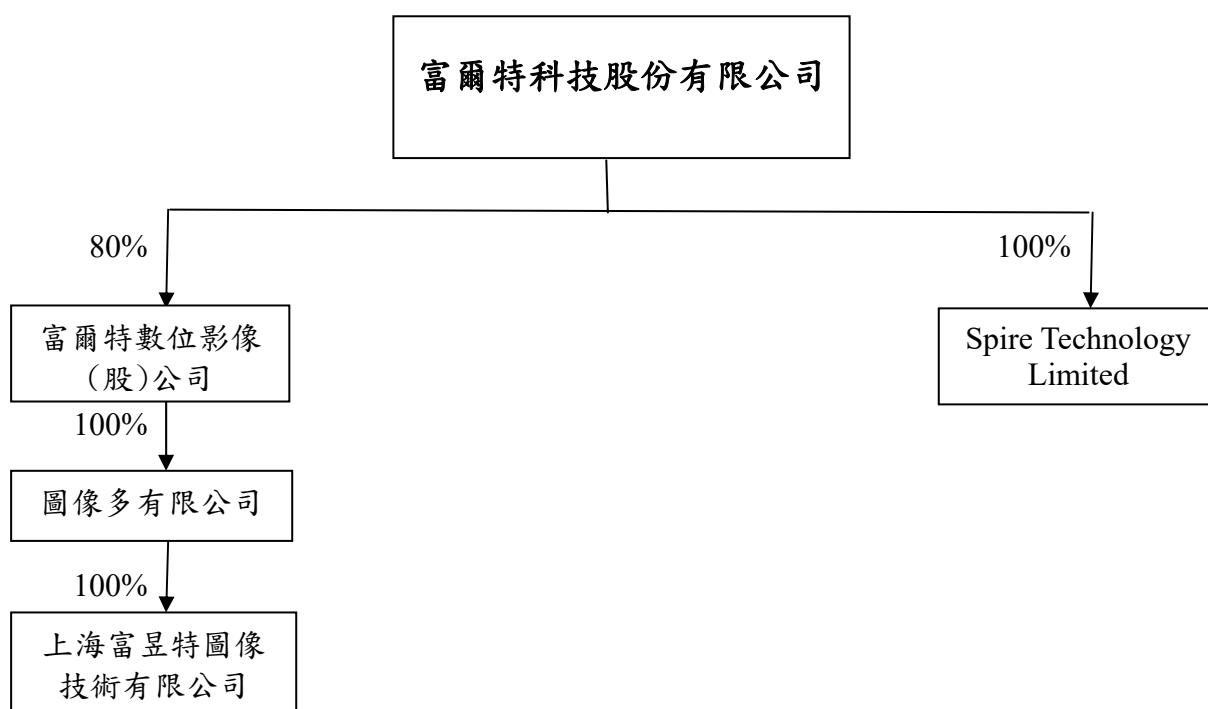 富爾特科技股份有限公司
80%
100%
富爾特數位影像
(股)公司
Spire Technology
Limited
100%
圖像多有限公司
100%
上海富昱特圖像
技術有限公司